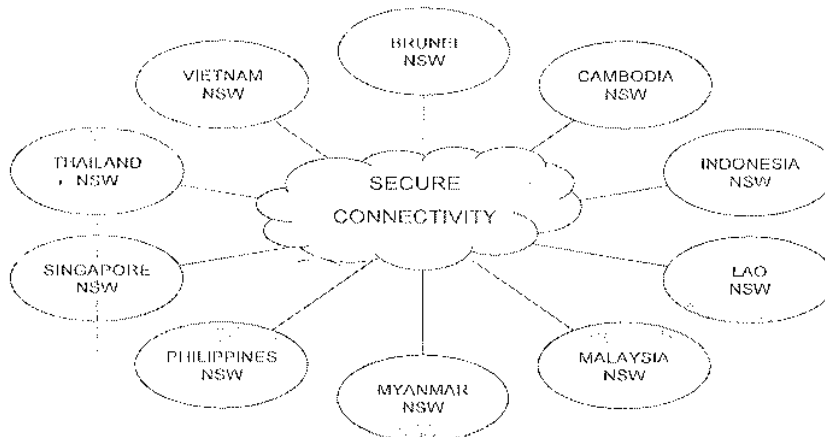 BRUNEI
NSW
VIETNAM
NSW
CAMBODIA
NSW
THAILAND
NSW
INDONESIA
NSW
SECURE
CONNECTIVITY
SINGAPORE
NSW
LAO
NSW
PHILIPPINES
NSW
MALAYSIA
NSW
MYANMAR
NSW